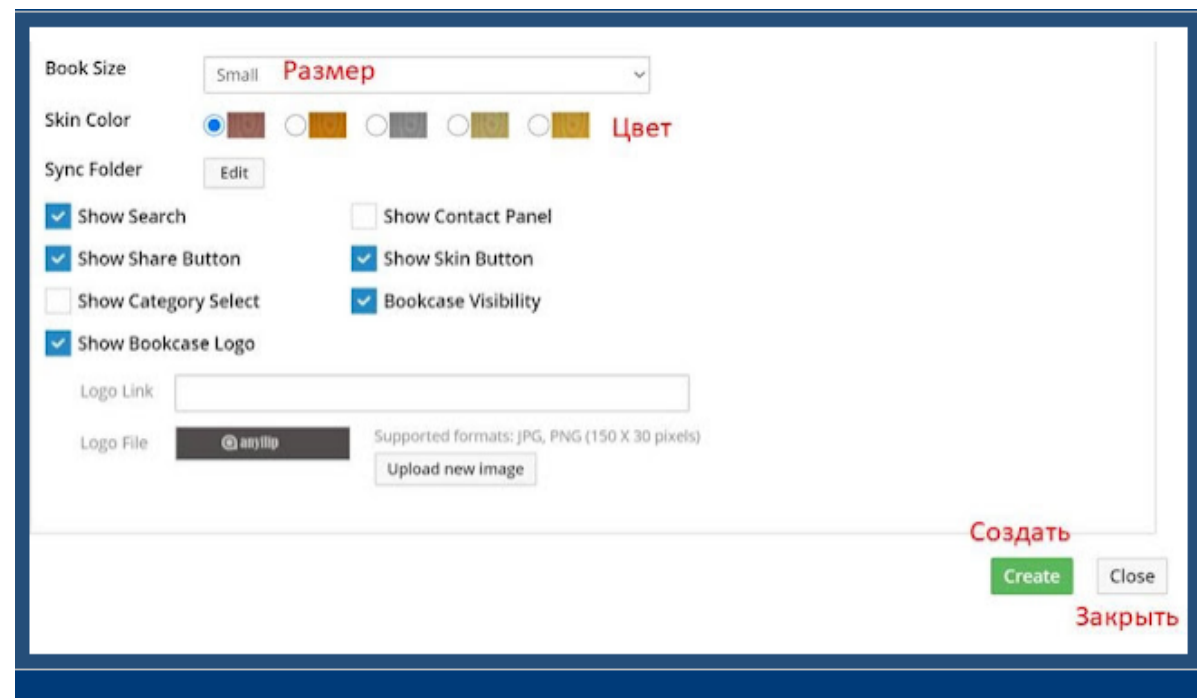 Book Size
Small Размер
Skin Color Цвет
Sync Folder Edit
Show Search Show Contact Panel
Show Share Button Show Skin Button
Show Category Select Bookcase Visibility
Show Bookcase Logo
Logo Link
Logo File anyflip Supported formats: JPG, PNG (150 X 30 pixels)
Upload new image
Создать
Create Close
Закрыть